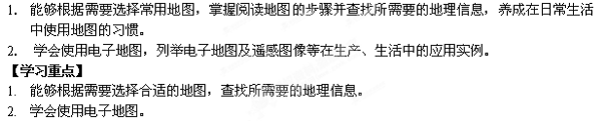 1. 能够根据需要选择常用地图，掌握阅读地图的步骤并查找所需要的地理信息，养成在日常生活
中使用地图的习惯。
2. 学会使用电子地图，列举电子地图及遥感图像等在生产、生活中的应用实例。
【学习重点】
1. 能够根据需要选择合适的地图，查找所需要的地理信息。
2. 学会使用电子地图。